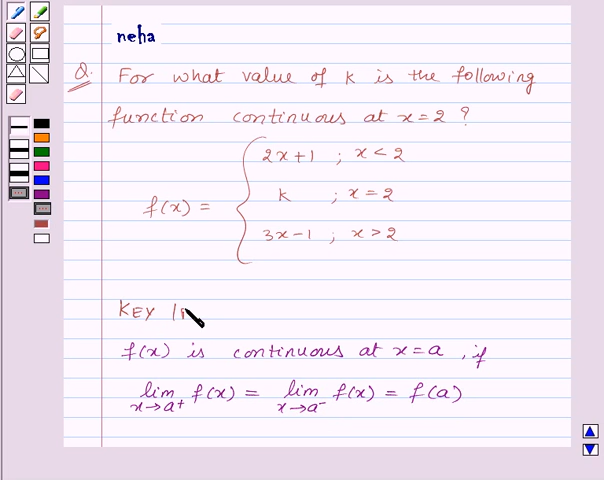 neha
Q. For what value of k is the following
function continuous at x=2 ?
2x+1 ; x<2
f(x) = { k ; x=2
3x-1 ; x>2
KEY
f(x) is continuous at x=a, if
lim x→a+ f(x) = lim x→a- f(x) = f(a)